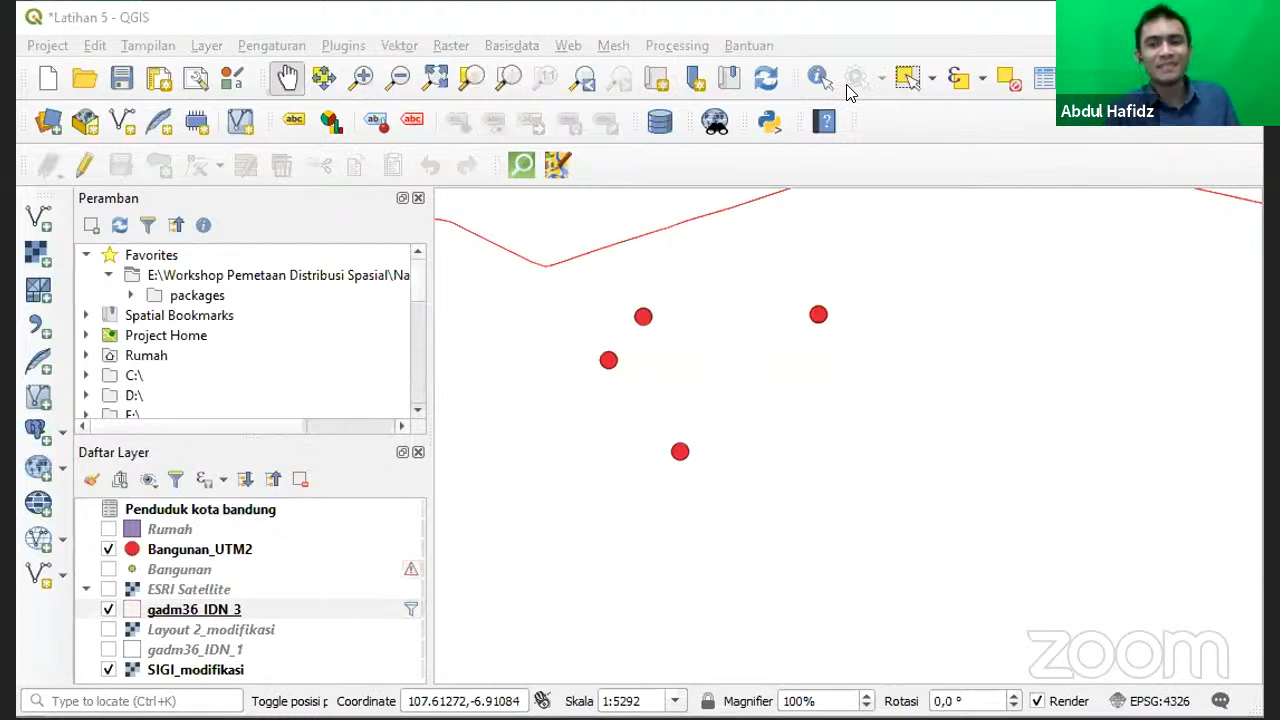 *Latihan 5 - QGIS
Project Edit Tampilan Layer Pengaturan Plugins Vektor Raster Basisdata Web Mesh Processing Bantuan
Abdul Hafidz
abc
abc
abc
Peramban
Favorites
E:\Workshop Pemetaan Distribusi Spasial\Na
packages
Spatial Bookmarks
Project Home
Rumah
C:\
D:\
Daftar Layer
Penduduk kota bandung
Rumah
Bangunan_UTM2
Bangunan
ESRI Satellite
gadm36_IDN_3
Layout 2_modifikasi
gadm36_IDN_1
SIGI_modifikasi
zoom
Type to locate (Ctrl+K) Toggle posisi Coordinate 107.61272,-6.91084 Skala 1:5292 Magnifier 100% Rotasi 0,0 ° Render EPSG:4326